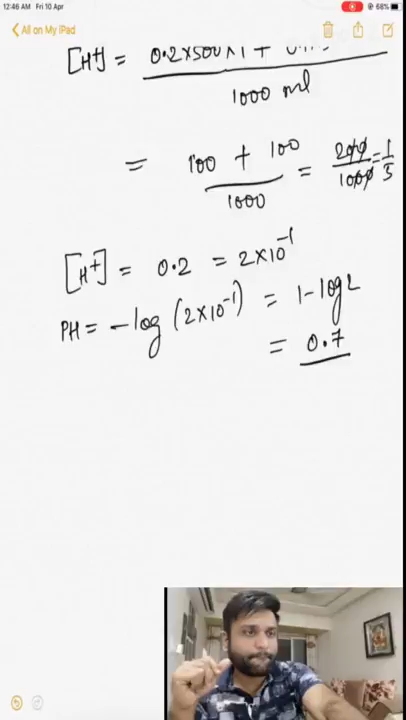 12:46 AM Fri 10 Apr 68%
All on My iPad
[H+] = 0.2×500×1 +
1000 ml
= 100 + 100 / 1000 = 200/1000 = 1/5
[H+] = 0.2 = 2×10⁻¹
PH = -log (2×10⁻¹) = 1-log2
= 0.7